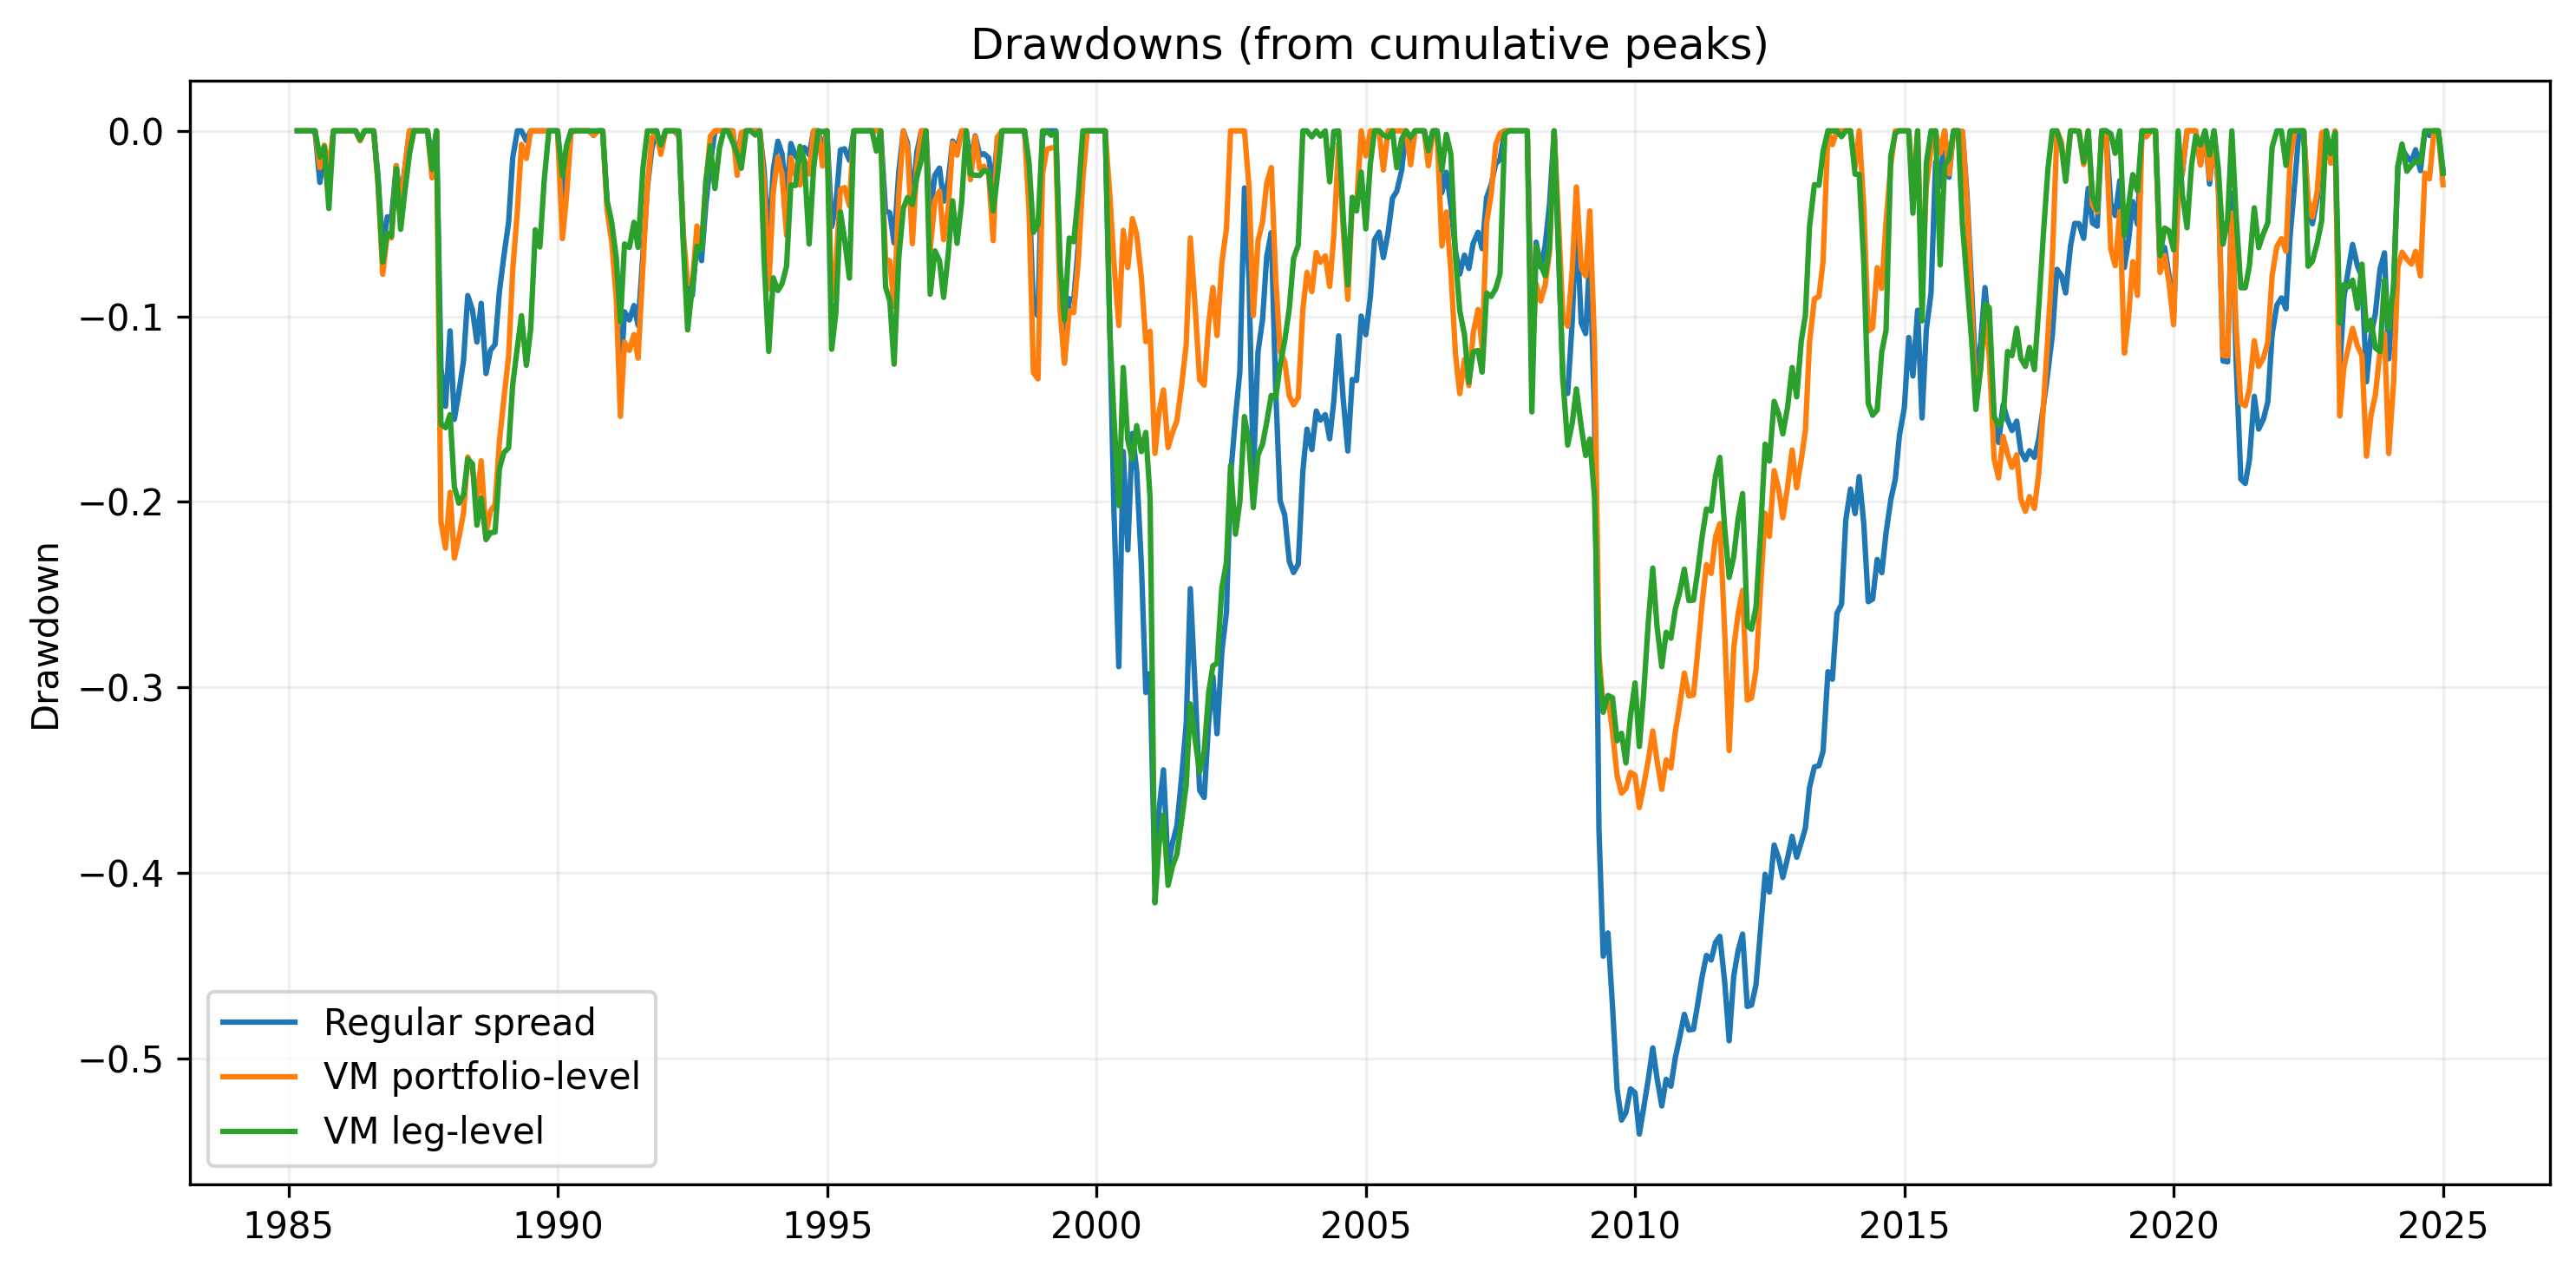 Drawdowns (from cumulative peaks)
0.0
−0.1
−0.2
−0.3
−0.4
−0.5
Drawdown
Regular spread
VM portfolio-level
VM leg-level
1985 1990 1995 2000 2005 2010 2015 2020 2025